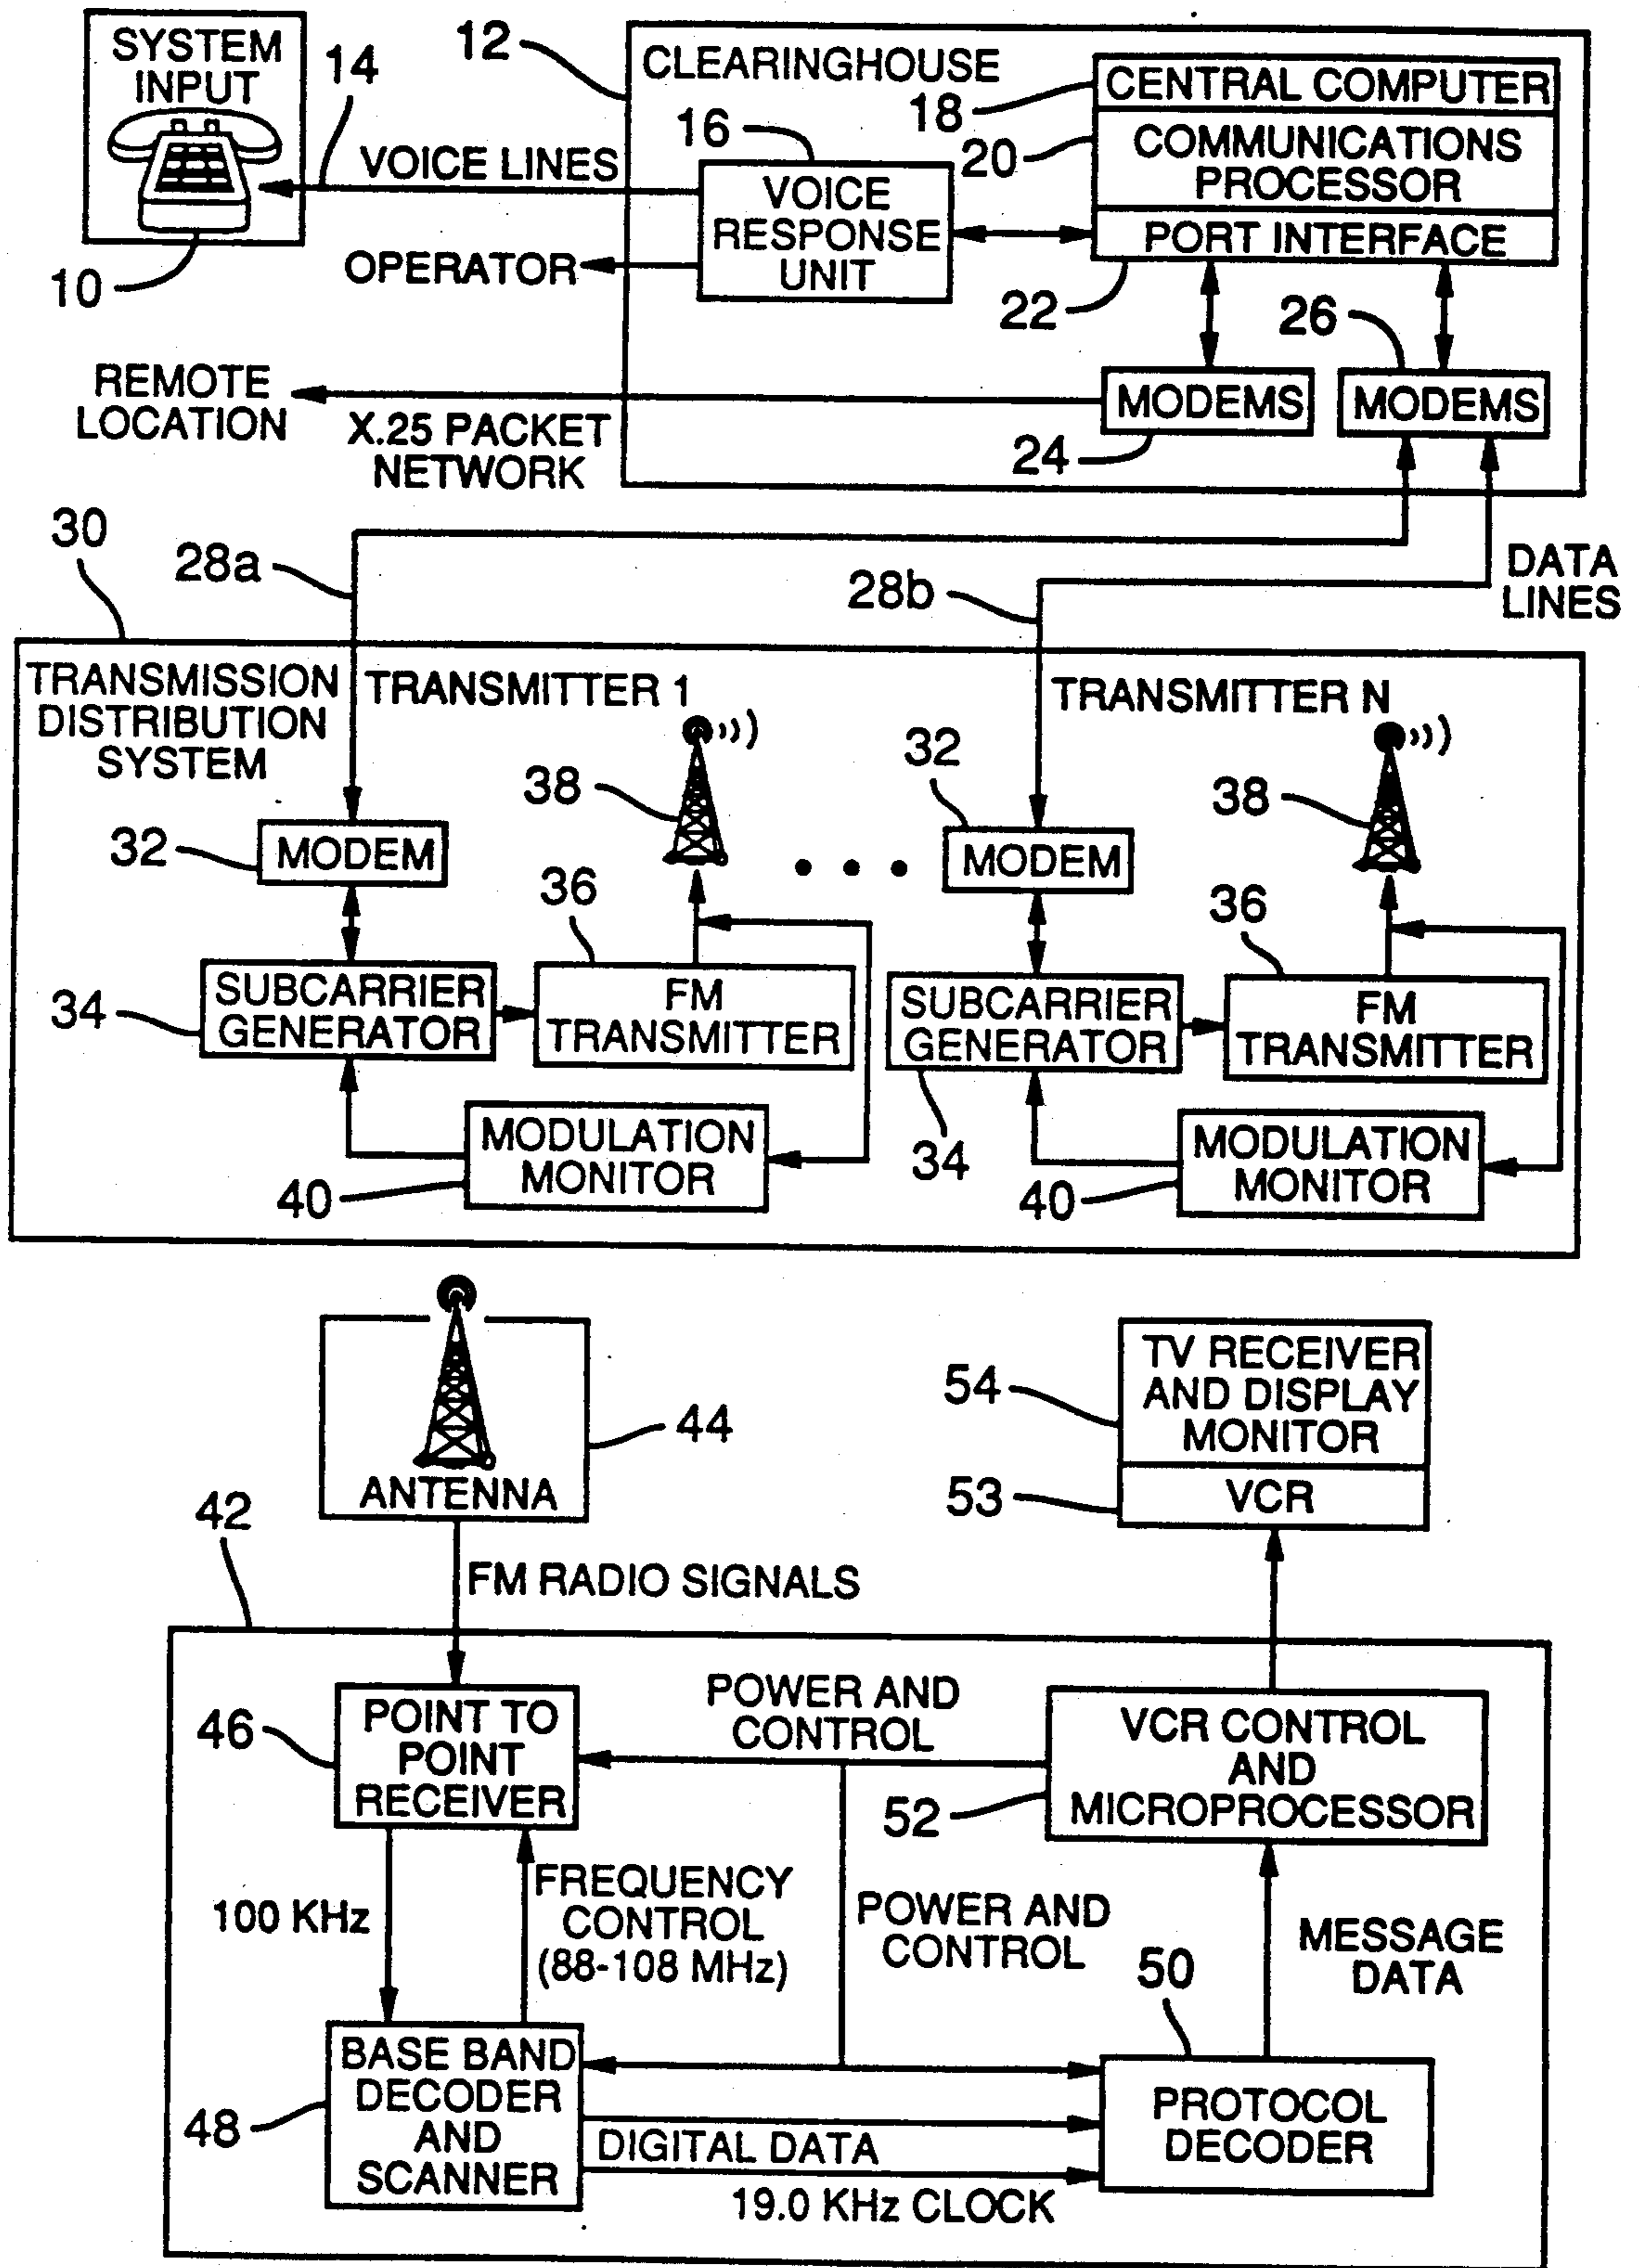 SYSTEM
INPUT
14
10
12
CLEARINGHOUSE
CENTRAL COMPUTER
18
16
20
COMMUNICATIONS
PROCESSOR
VOICE LINES
VOICE
RESPONSE
UNIT
PORT INTERFACE
OPERATOR
22
26
REMOTE
LOCATION
X.25 PACKET
NETWORK
MODEMS
MODEMS
24
30
28a
28b
DATA
LINES
TRANSMISSION
DISTRIBUTION
SYSTEM
TRANSMITTER 1
TRANSMITTER N
38
32
38
32
MODEM
MODEM
36
36
34
SUBCARRIER
GENERATOR
FM
TRANSMITTER
SUBCARRIER
GENERATOR
FM
TRANSMITTER
MODULATION
MONITOR
40
34
MODULATION
MONITOR
40
44
ANTENNA
54
TV RECEIVER
AND DISPLAY
MONITOR
53
VCR
42
FM RADIO SIGNALS
46
POINT TO
POINT
RECEIVER
POWER AND
CONTROL
VCR CONTROL
AND
MICROPROCESSOR
52
100 KHz
FREQUENCY
CONTROL
(88-108 MHz)
POWER AND
CONTROL
MESSAGE
DATA
50
48
BASE BAND
DECODER
AND
SCANNER
PROTOCOL
DECODER
DIGITAL DATA
19.0 KHz CLOCK